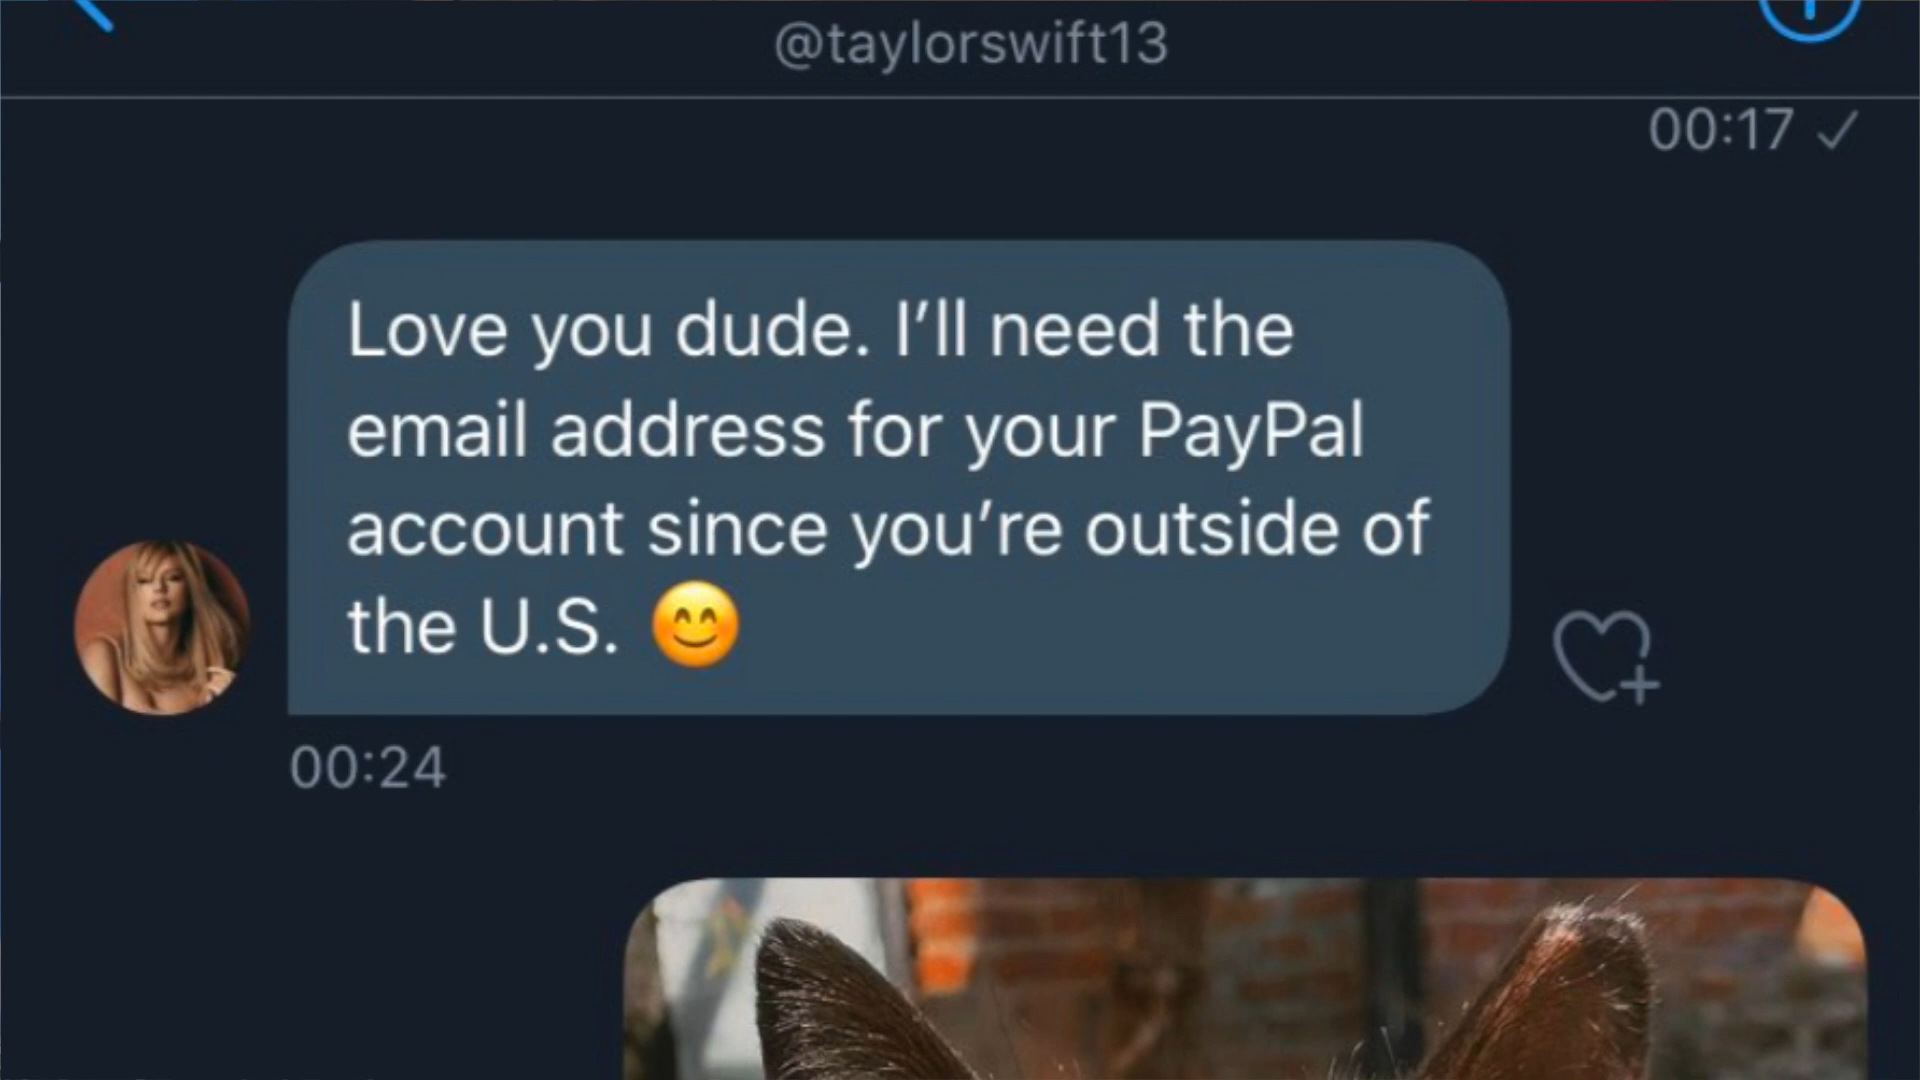 @taylorswift13
00:17 ✓
Love you dude. I’ll need the
email address for your PayPal
account since you’re outside of
the U.S. 😊
00:24